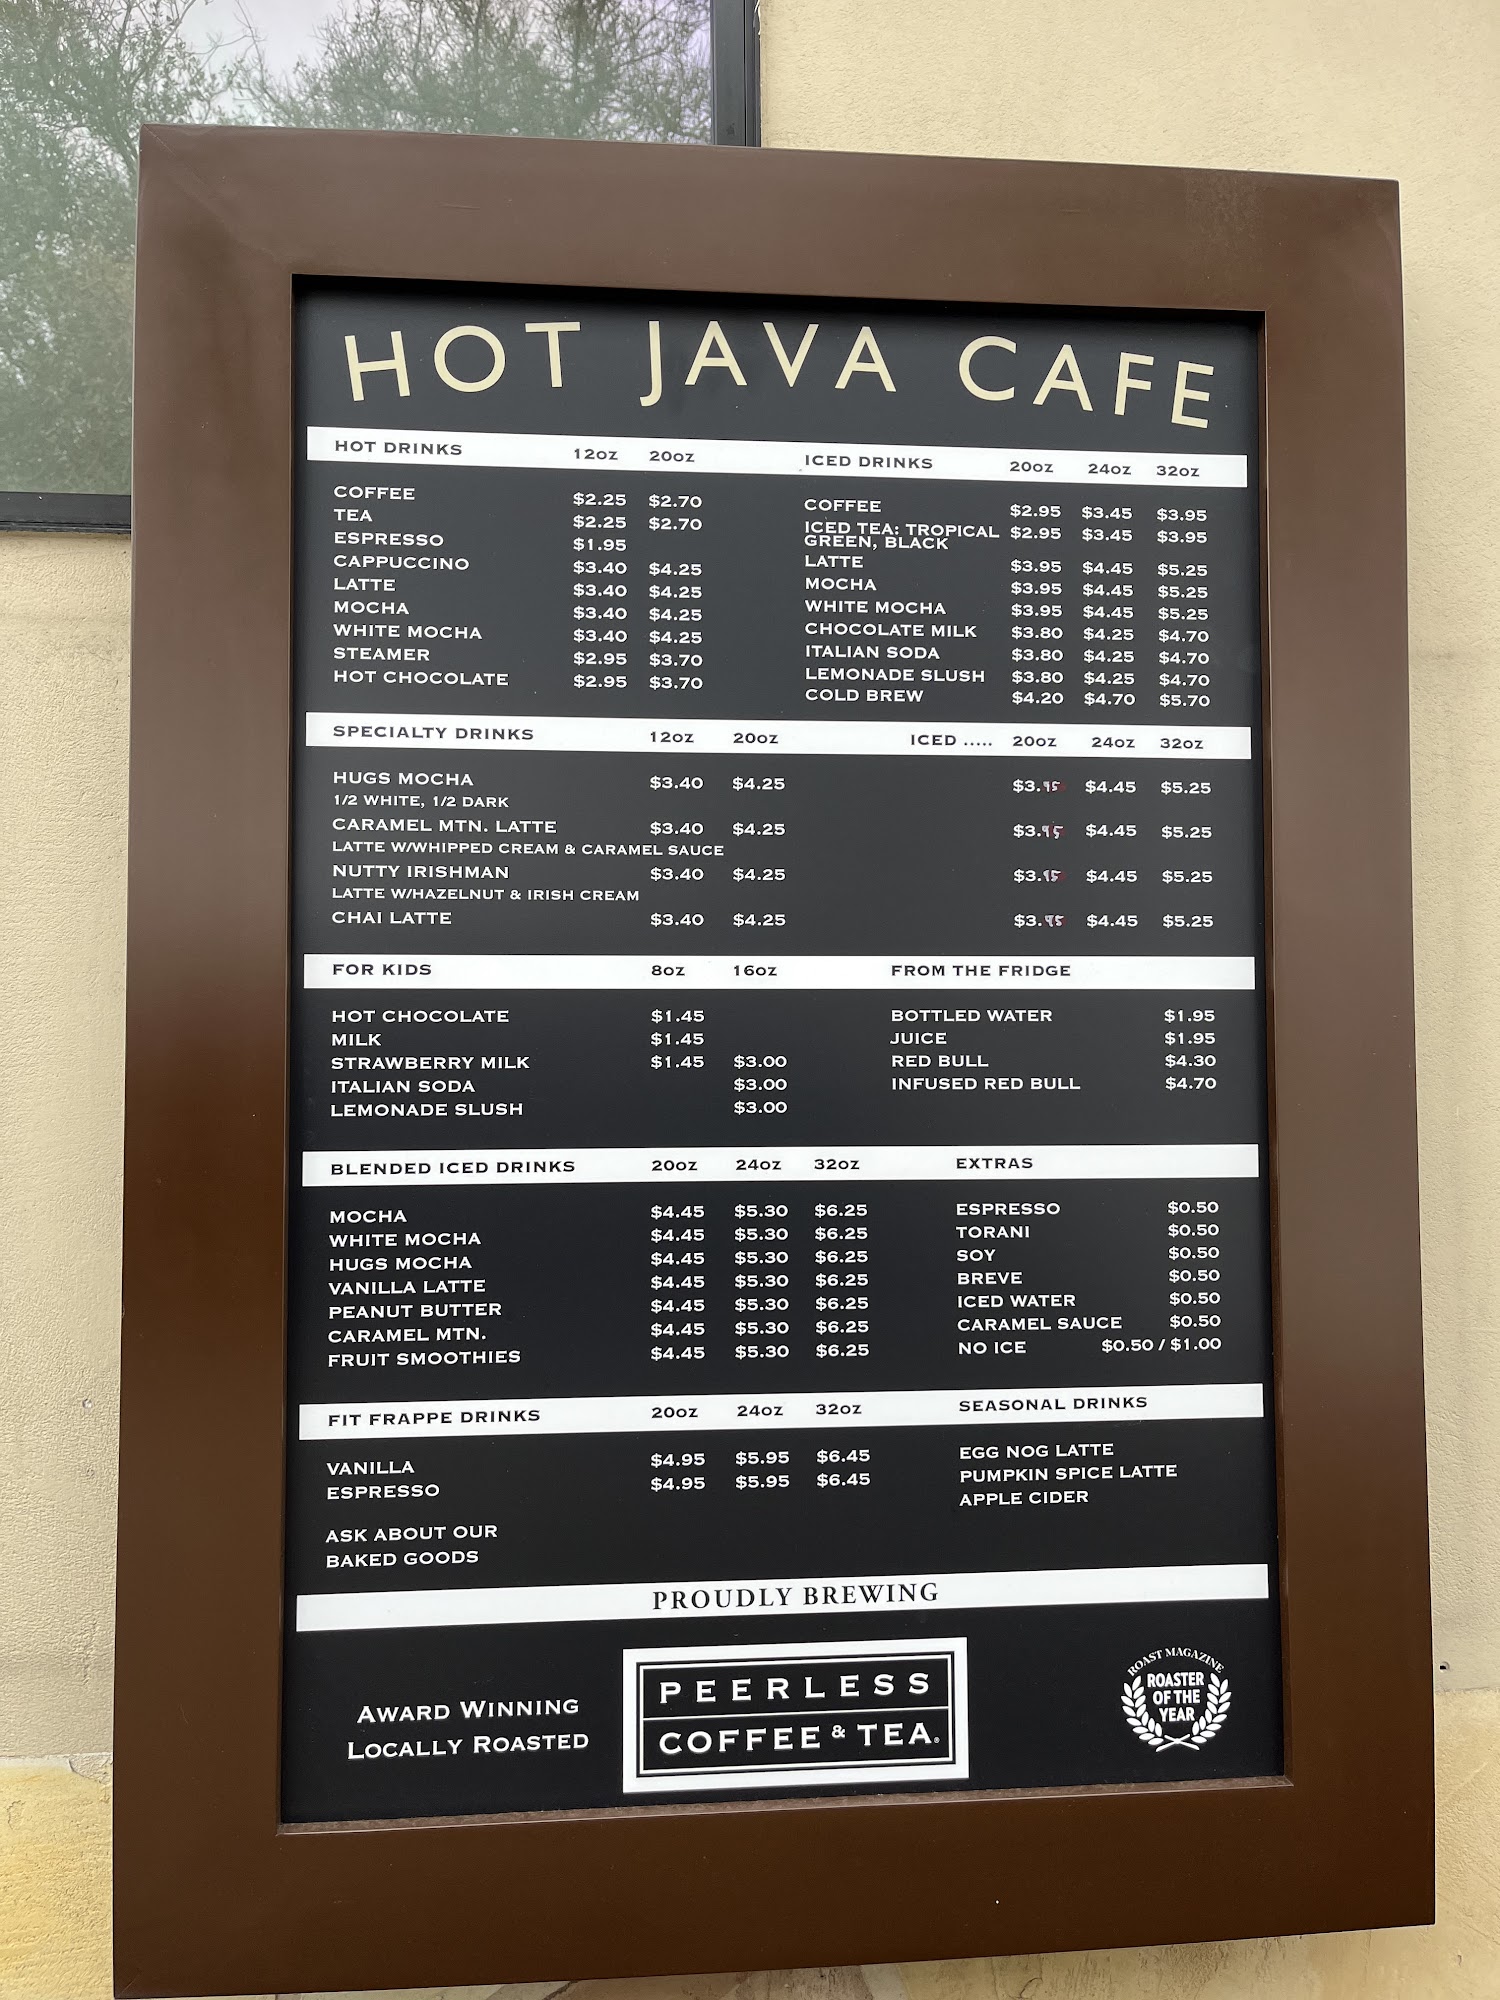 HOT JAVA CAFE
HOT DRINKS 12oz 20oz ICED DRINKS 20oz 24oz 32oz
COFFEE $2.25 $2.70
TEA $2.25 $2.70
ESPRESSO $1.95
CAPPUCCINO $3.40 $4.25
LATTE $3.40 $4.25
MOCHA $3.40 $4.25
WHITE MOCHA $3.40 $4.25
STEAMER $2.95 $3.70
HOT CHOCOLATE $2.95 $3.70
COFFEE $2.95 $3.45 $3.95
ICED TEA: TROPICAL $2.95 $3.45 $3.95
GREEN, BLACK
LATTE $3.95 $4.45 $5.25
MOCHA $3.95 $4.45 $5.25
WHITE MOCHA $3.95 $4.45 $5.25
CHOCOLATE MILK $3.80 $4.25 $4.70
ITALIAN SODA $3.80 $4.25 $4.70
LEMONADE SLUSH $3.80 $4.25 $4.70
COLD BREW $4.20 $4.70 $5.70
SPECIALTY DRINKS 12oz 20oz ICED ..... 20oz 24oz 32oz
HUGS MOCHA $3.40 $4.25 $3.95 $4.45 $5.25
1/2 WHITE, 1/2 DARK
CARAMEL MTN. LATTE $3.40 $4.25 $3.95 $4.45 $5.25
LATTE W/WHIPPED CREAM & CARAMEL SAUCE
NUTTY IRISHMAN $3.40 $4.25 $3.95 $4.45 $5.25
LATTE W/HAZELNUT & IRISH CREAM
CHAI LATTE $3.40 $4.25 $3.95 $4.45 $5.25
FOR KIDS 8oz 16oz FROM THE FRIDGE
HOT CHOCOLATE $1.45
MILK $1.45
STRAWBERRY MILK $1.45 $3.00
ITALIAN SODA $3.00
LEMONADE SLUSH $3.00
BOTTLED WATER $1.95
JUICE $1.95
RED BULL $4.30
INFUSED RED BULL $4.70
BLENDED ICED DRINKS 20oz 24oz 32oz EXTRAS
MOCHA $4.45 $5.30 $6.25
WHITE MOCHA $4.45 $5.30 $6.25
HUGS MOCHA $4.45 $5.30 $6.25
VANILLA LATTE $4.45 $5.30 $6.25
PEANUT BUTTER $4.45 $5.30 $6.25
CARAMEL MTN. $4.45 $5.30 $6.25
FRUIT SMOOTHIES $4.45 $5.30 $6.25
ESPRESSO $0.50
TORANI $0.50
SOY $0.50
BREVE $0.50
ICED WATER $0.50
CARAMEL SAUCE $0.50
NO ICE $0.50 / $1.00
FIT FRAPPE DRINKS 20oz 24oz 32oz SEASONAL DRINKS
VANILLA $4.95 $5.95 $6.45
ESPRESSO $4.95 $5.95 $6.45
ASK ABOUT OUR
BAKED GOODS
EGG NOG LATTE
PUMPKIN SPICE LATTE
APPLE CIDER
PROUDLY BREWING
AWARD WINNING
LOCALLY ROASTED
PEERLESS
COFFEE & TEA®
ROAST MAGAZINE
ROASTER
OF THE
YEAR